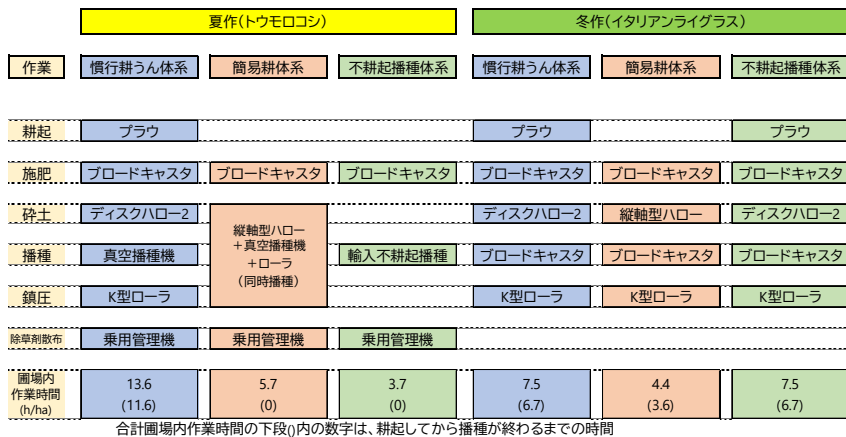 夏作(トウモロコシ) 冬作(イタリアンライグラス)
作業 慣行耕うん体系 簡易耕体系 不耕起播種体系 慣行耕うん体系 簡易耕体系 不耕起播種体系
耕起 プラウ プラウ プラウ
施肥 ブロードキャスタ ブロードキャスタ ブロードキャスタ ブロードキャスタ ブロードキャスタ ブロードキャスタ
砕土 ディスクハロー2 縦軸型ハロー ディスクハロー2 縦軸型ハロー ディスクハロー2
+真空播種機
播種 真空播種機 +ローラ 輸入不耕起播種 ブロードキャスタ ブロードキャスタ ブロードキャスタ
(同時播種)
鎮圧 K型ローラ K型ローラ K型ローラ K型ローラ
除草剤散布 乗用管理機 乗用管理機 乗用管理機
圃場内 13.6 5.7 3.7 7.5 4.4 7.5
作業時間
(h/ha) (11.6) (0) (0) (6.7) (3.6) (6.7)
合計圃場内作業時間の下段()内の数字は、耕起してから播種が終わるまでの時間